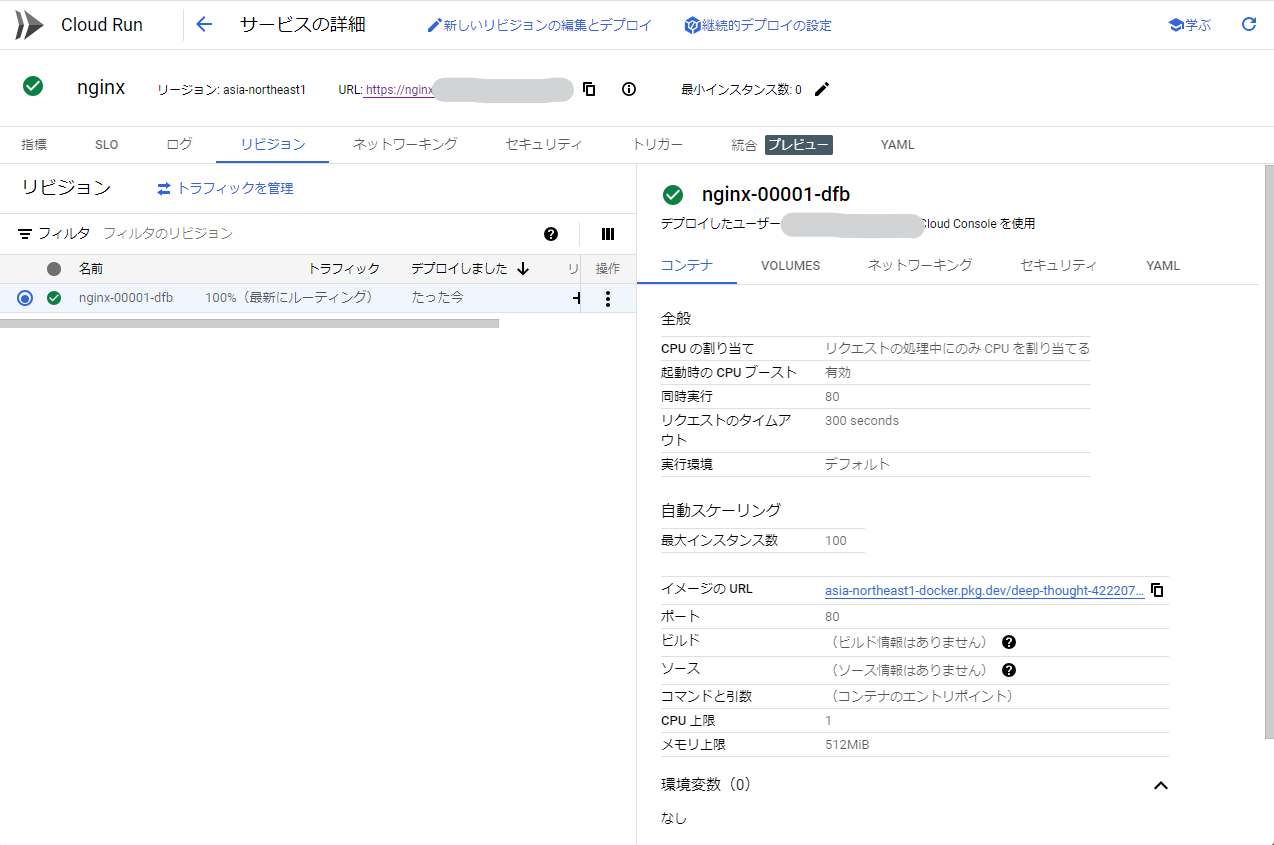 Cloud Run
サービスの詳細
新しいリビジョンの編集とデプロイ
継続的デプロイの設定
学ぶ
nginx
リージョン: asia-northeast1
URL: https://nginx
最小インスタンス数: 0
指標
SLO
ログ
リビジョン
ネットワーキング
セキュリティ
トリガー
統合 プレビュー
YAML
リビジョン
トラフィックを管理
フィルタ フィルタのリビジョン
名前 トラフィック デプロイしました リ 操作
nginx-00001-dfb 100%（最新にルーティング） たった今
nginx-00001-dfb
デプロイしたユーザー Cloud Console を使用
コンテナ
VOLUMES
ネットワーキング
セキュリティ
YAML
全般
CPU の割り当て リクエストの処理中にのみ CPU を割り当てる
起動時の CPU ブースト 有効
同時実行 80
リクエストのタイムア 300 seconds
ウト
実行環境 デフォルト
自動スケーリング
最大インスタンス数 100
イメージの URL asia-northeast1-docker.pkg.dev/deep-thought-422207...
ポート 80
ビルド （ビルド情報はありません）
ソース （ソース情報はありません）
コマンドと引数 （コンテナのエントリポイント）
CPU 上限 1
メモリ上限 512MiB
環境変数（0）
なし